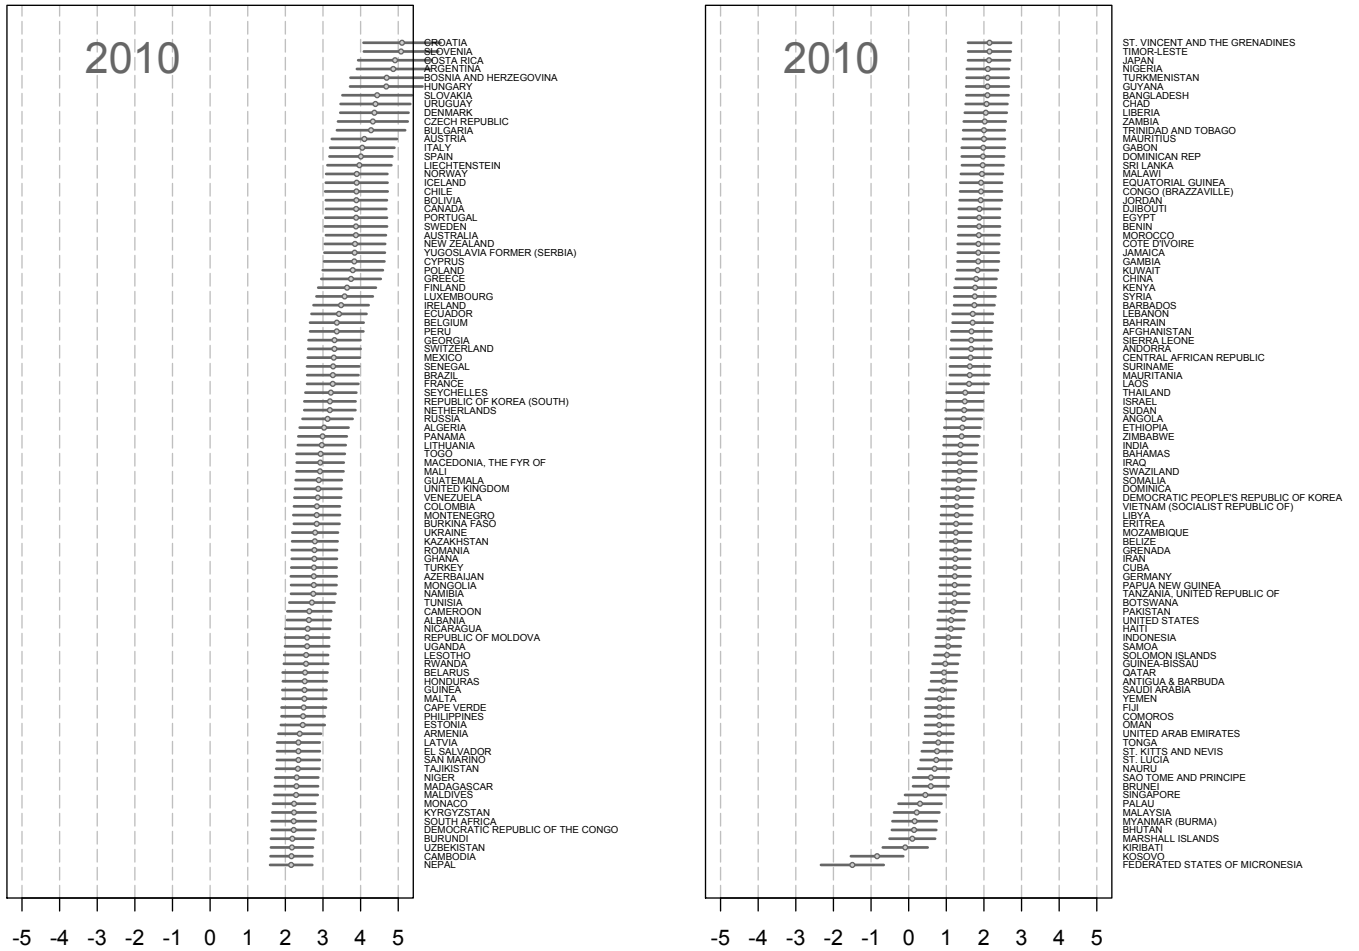 2010
CROATIA
SLOVENIA
COSTA RICA
ARGENTINA
BOSNIA AND HERZEGOVINA
HUNGARY
SLOVAKIA
URUGUAY
DENMARK
CZECH REPUBLIC
BULGARIA
AUSTRIA
ITALY
SPAIN
LIECHTENSTEIN
NORWAY
ICELAND
CHILE
BOLIVIA
CANADA
PORTUGAL
SWEDEN
AUSTRALIA
NEW ZEALAND
YUGOSLAVIA FORMER (SERBIA)
CYPRUS
POLAND
GREECE
FINLAND
LUXEMBOURG
IRELAND
ECUADOR
BELGIUM
PERU
GEORGIA
SWITZERLAND
MEXICO
SENEGAL
BRAZIL
FRANCE
SEYCHELLES
REPUBLIC OF KOREA (SOUTH)
NETHERLANDS
RUSSIA
ALGERIA
PANAMA
LITHUANIA
TOGO
MACEDONIA, THE FYR OF
MALI
GUATEMALA
UNITED KINGDOM
VENEZUELA
COLOMBIA
MONTENEGRO
BURKINA FASO
UKRAINE
KAZAKHSTAN
ROMANIA
GHANA
TURKEY
AZERBAIJAN
MONGOLIA
NAMIBIA
TUNISIA
CAMEROON
ALBANIA
NICARAGUA
REPUBLIC OF MOLDOVA
UGANDA
LESOTHO
RWANDA
BELARUS
HONDURAS
GUINEA
MALTA
CAPE VERDE
PHILIPPINES
ESTONIA
ARMENIA
LATVIA
EL SALVADOR
SAN MARINO
TAJIKISTAN
NIGER
MADAGASCAR
MALDIVES
MONACO
KYRGYZSTAN
SOUTH AFRICA
DEMOCRATIC REPUBLIC OF THE CONGO
BURUNDI
UZBEKISTAN
CAMBODIA
NEPAL
-5 -4 -3 -2 -1 0 1 2 3 4 5
2010
ST. VINCENT AND THE GRENADINES
TIMOR-LESTE
JAPAN
NIGERIA
TURKMENISTAN
GUYANA
BANGLADESH
CHAD
LIBERIA
ZAMBIA
TRINIDAD AND TOBAGO
MAURITIUS
GABON
DOMINICAN REP
SRI LANKA
MALAWI
EQUATORIAL GUINEA
CONGO (BRAZZAVILLE)
JORDAN
DJIBOUTI
EGYPT
BENIN
MOROCCO
COTE D'IVOIRE
JAMAICA
GAMBIA
KUWAIT
CHINA
KENYA
SYRIA
BARBADOS
LEBANON
BAHRAIN
AFGHANISTAN
SIERRA LEONE
ANDORRA
CENTRAL AFRICAN REPUBLIC
SURINAME
MAURITANIA
LAOS
THAILAND
ISRAEL
SUDAN
ANGOLA
ETHIOPIA
ZIMBABWE
INDIA
BAHAMAS
IRAQ
SWAZILAND
SOMALIA
DOMINICA
DEMOCRATIC PEOPLE'S REPUBLIC OF KOREA
VIETNAM (SOCIALIST REPUBLIC OF)
LIBYA
ERITREA
MOZAMBIQUE
BELIZE
GRENADA
IRAN
CUBA
GERMANY
PAPUA NEW GUINEA
TANZANIA, UNITED REPUBLIC OF
BOTSWANA
PAKISTAN
UNITED STATES
HAITI
INDONESIA
SAMOA
SOLOMON ISLANDS
GUINEA-BISSAU
QATAR
ANTIGUA & BARBUDA
SAUDI ARABIA
YEMEN
FIJI
COMOROS
OMAN
UNITED ARAB EMIRATES
TONGA
ST. KITTS AND NEVIS
ST. LUCIA
NAURU
SAO TOME AND PRINCIPE
BRUNEI
SINGAPORE
PALAU
MALAYSIA
MYANMAR (BURMA)
BHUTAN
MARSHALL ISLANDS
KIRIBATI
KOSOVO
FEDERATED STATES OF MICRONESIA
-5 -4 -3 -2 -1 0 1 2 3 4 5